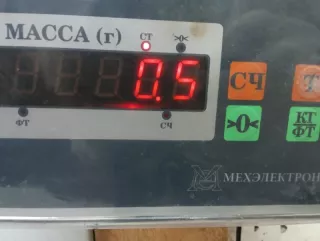 МАССА (г)
СТ >0<
0.5
ФТ СЧ
СЧ Т
>0< КГ
ФТ
МЕХЭЛЕКТРОН